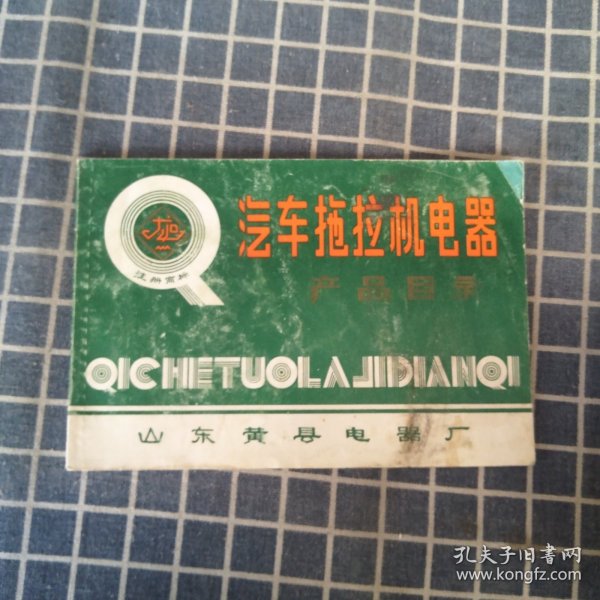 汽车拖拉机电器
产品目录
注册商标
QICHETUOLAJIDIANQI
山东黄县电器厂
孔夫子旧书网
www.kongfz.com